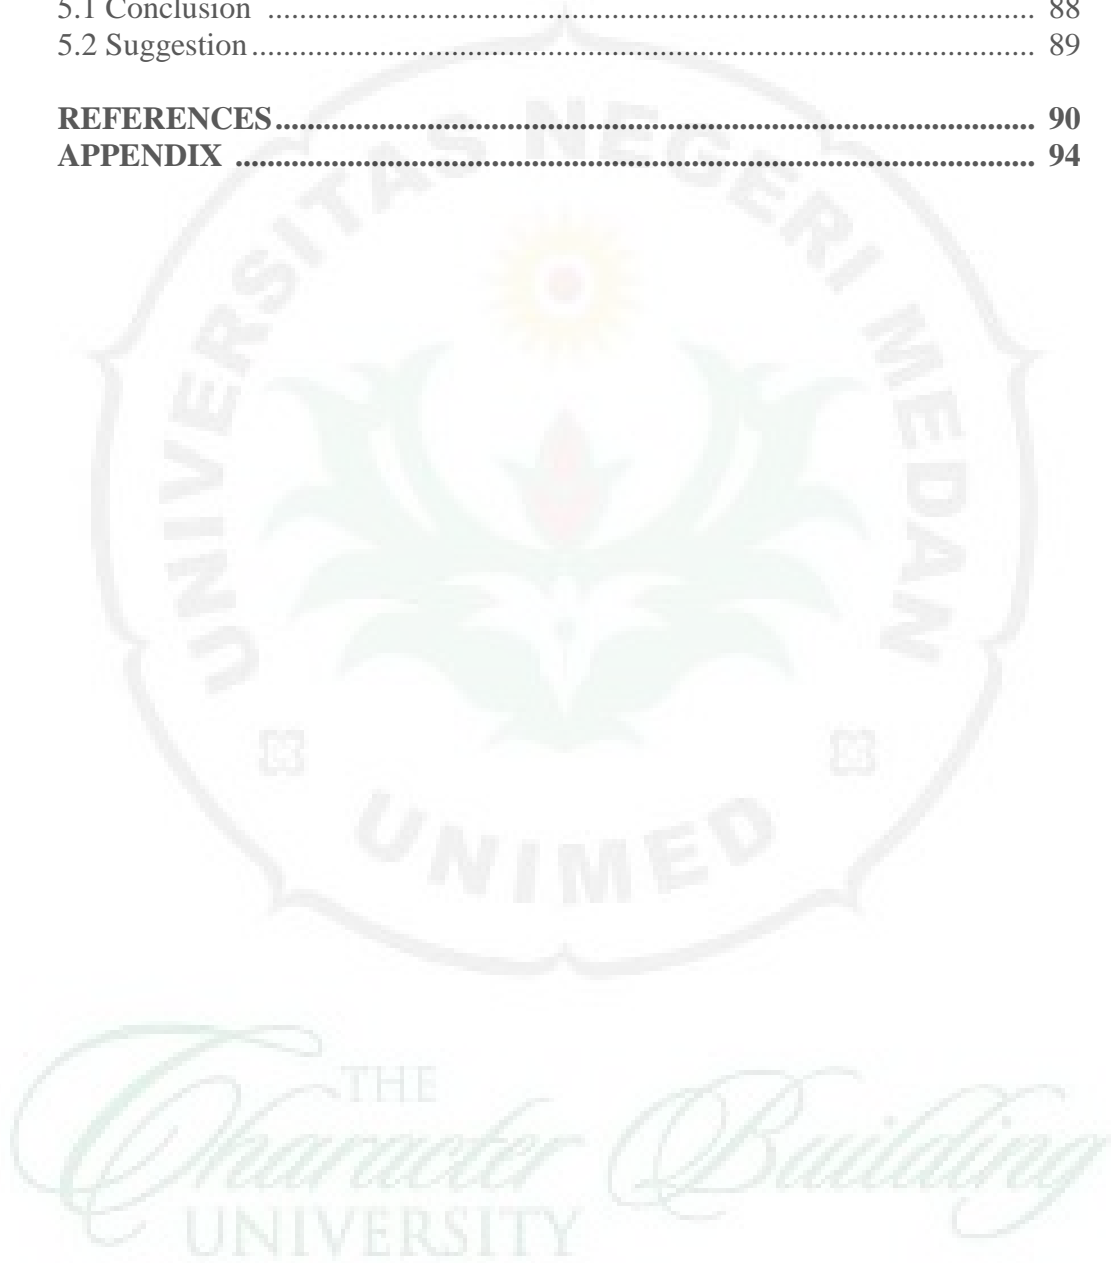 5.1 Conclusion ........................................................................................ 88
5.2 Suggestion ........................................................................................ 89
REFERENCES ........................................................................................ 90
APPENDIX ........................................................................................ 94
UNIVERSITAS NEGERI MEDAN
UNIMED
THE
Character Building
UNIVERSITY